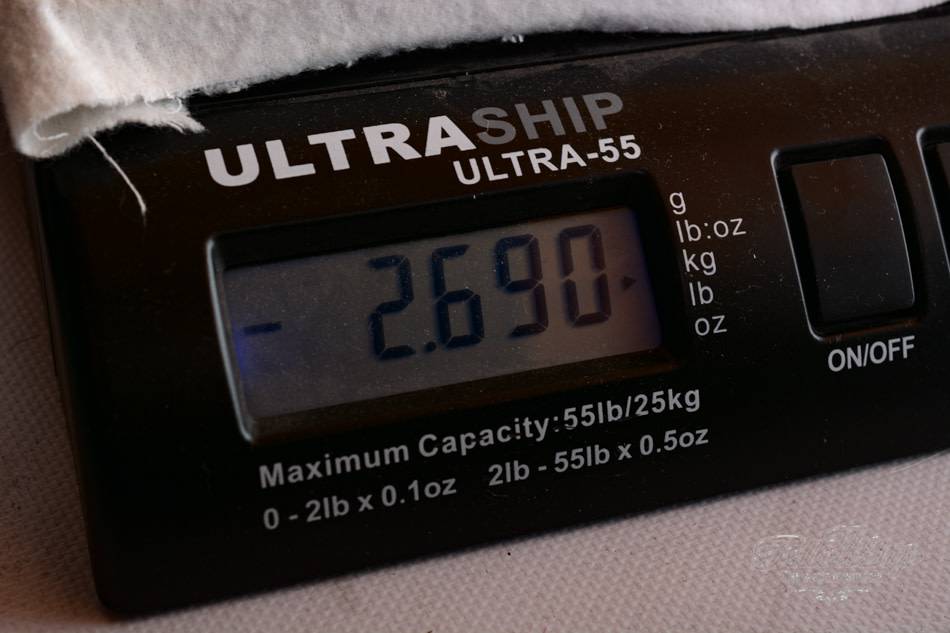 ULTRASHIP
ULTRA-55
- 2.690
g
lb:oz
kg
lb
oz
ON/OFF
Maximum Capacity:55lb/25kg
0 - 2lb x 0.1oz 2lb - 55lb x 0.5oz